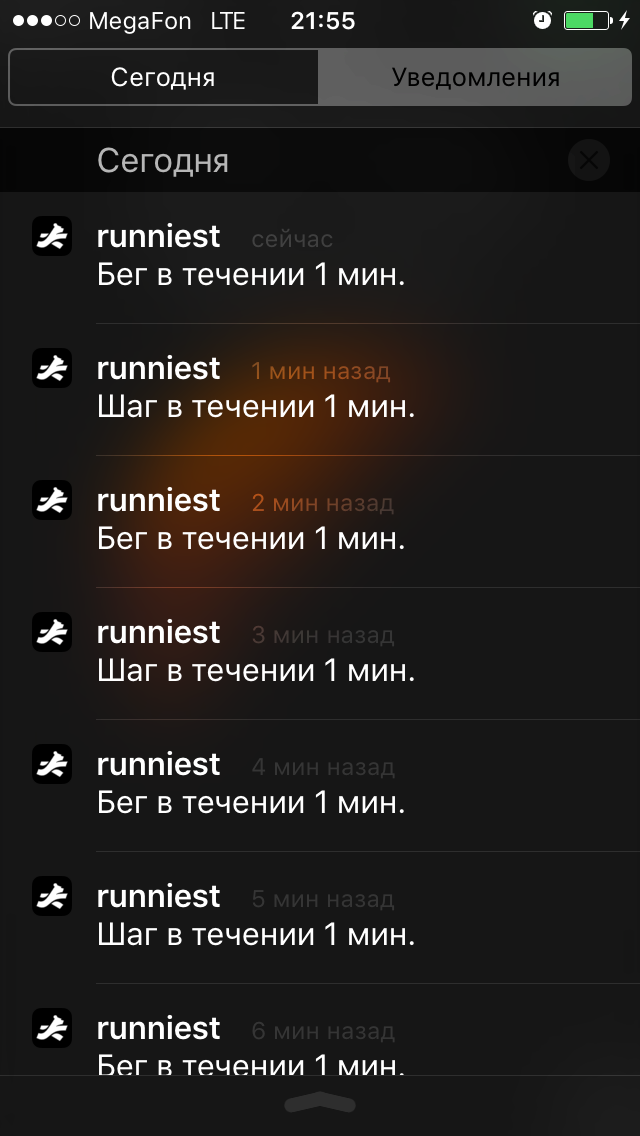 MegaFon LTE 21:55
Сегодня Уведомления
Сегодня
runniest сейчас
Бег в течении 1 мин.
runniest 1 мин назад
Шаг в течении 1 мин.
runniest 2 мин назад
Бег в течении 1 мин.
runniest 3 мин назад
Шаг в течении 1 мин.
runniest 4 мин назад
Бег в течении 1 мин.
runniest 5 мин назад
Шаг в течении 1 мин.
runniest 6 мин назад
Бег в течении 1 мин.